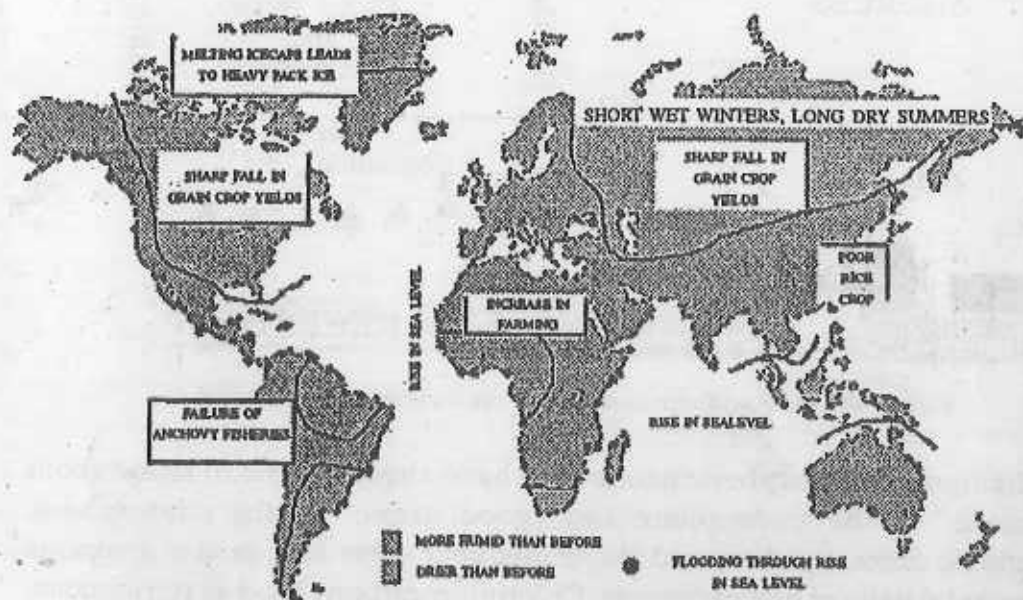 MELTING ICECAPS LEADS
TO HEAVY PACK ICE
SHORT WET WINTERS, LONG DRY SUMMERS
SHARP FALL IN
GRAIN CROP YIELDS
SHARP FALL IN
GRAIN CROP
YIELDS
POOR
RICE
CROP
RISE IN SEA LEVEL
INCREASE IN
FARMING
FAILURE OF
ANCHOVY FISHERIES
RISE IN SEALEVEL
MORE HUMID THAN BEFORE
DRIER THAN BEFORE
FLOODING THROUGH RISE
IN SEA LEVEL